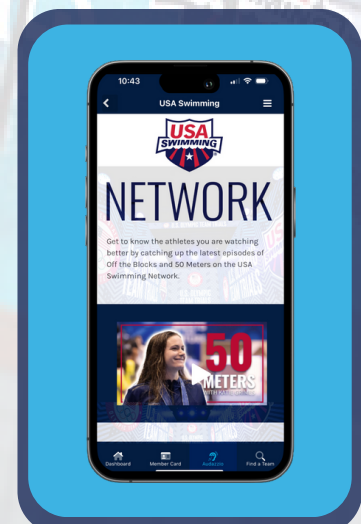 10:43
USA Swimming
USA
SWIMMING
NETWORK
Get to know the athletes you are watching
better by catching up the latest episodes of
Off the Blocks and 50 Meters on the USA
Swimming Network.
50
METERS
Dashboard Member Card Audiorzo Find a Team